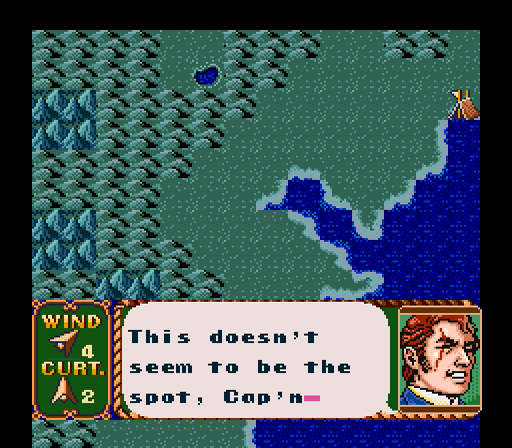 WIND
4
CURT.
2
This doesn't
seem to be the
spot, Cap'n